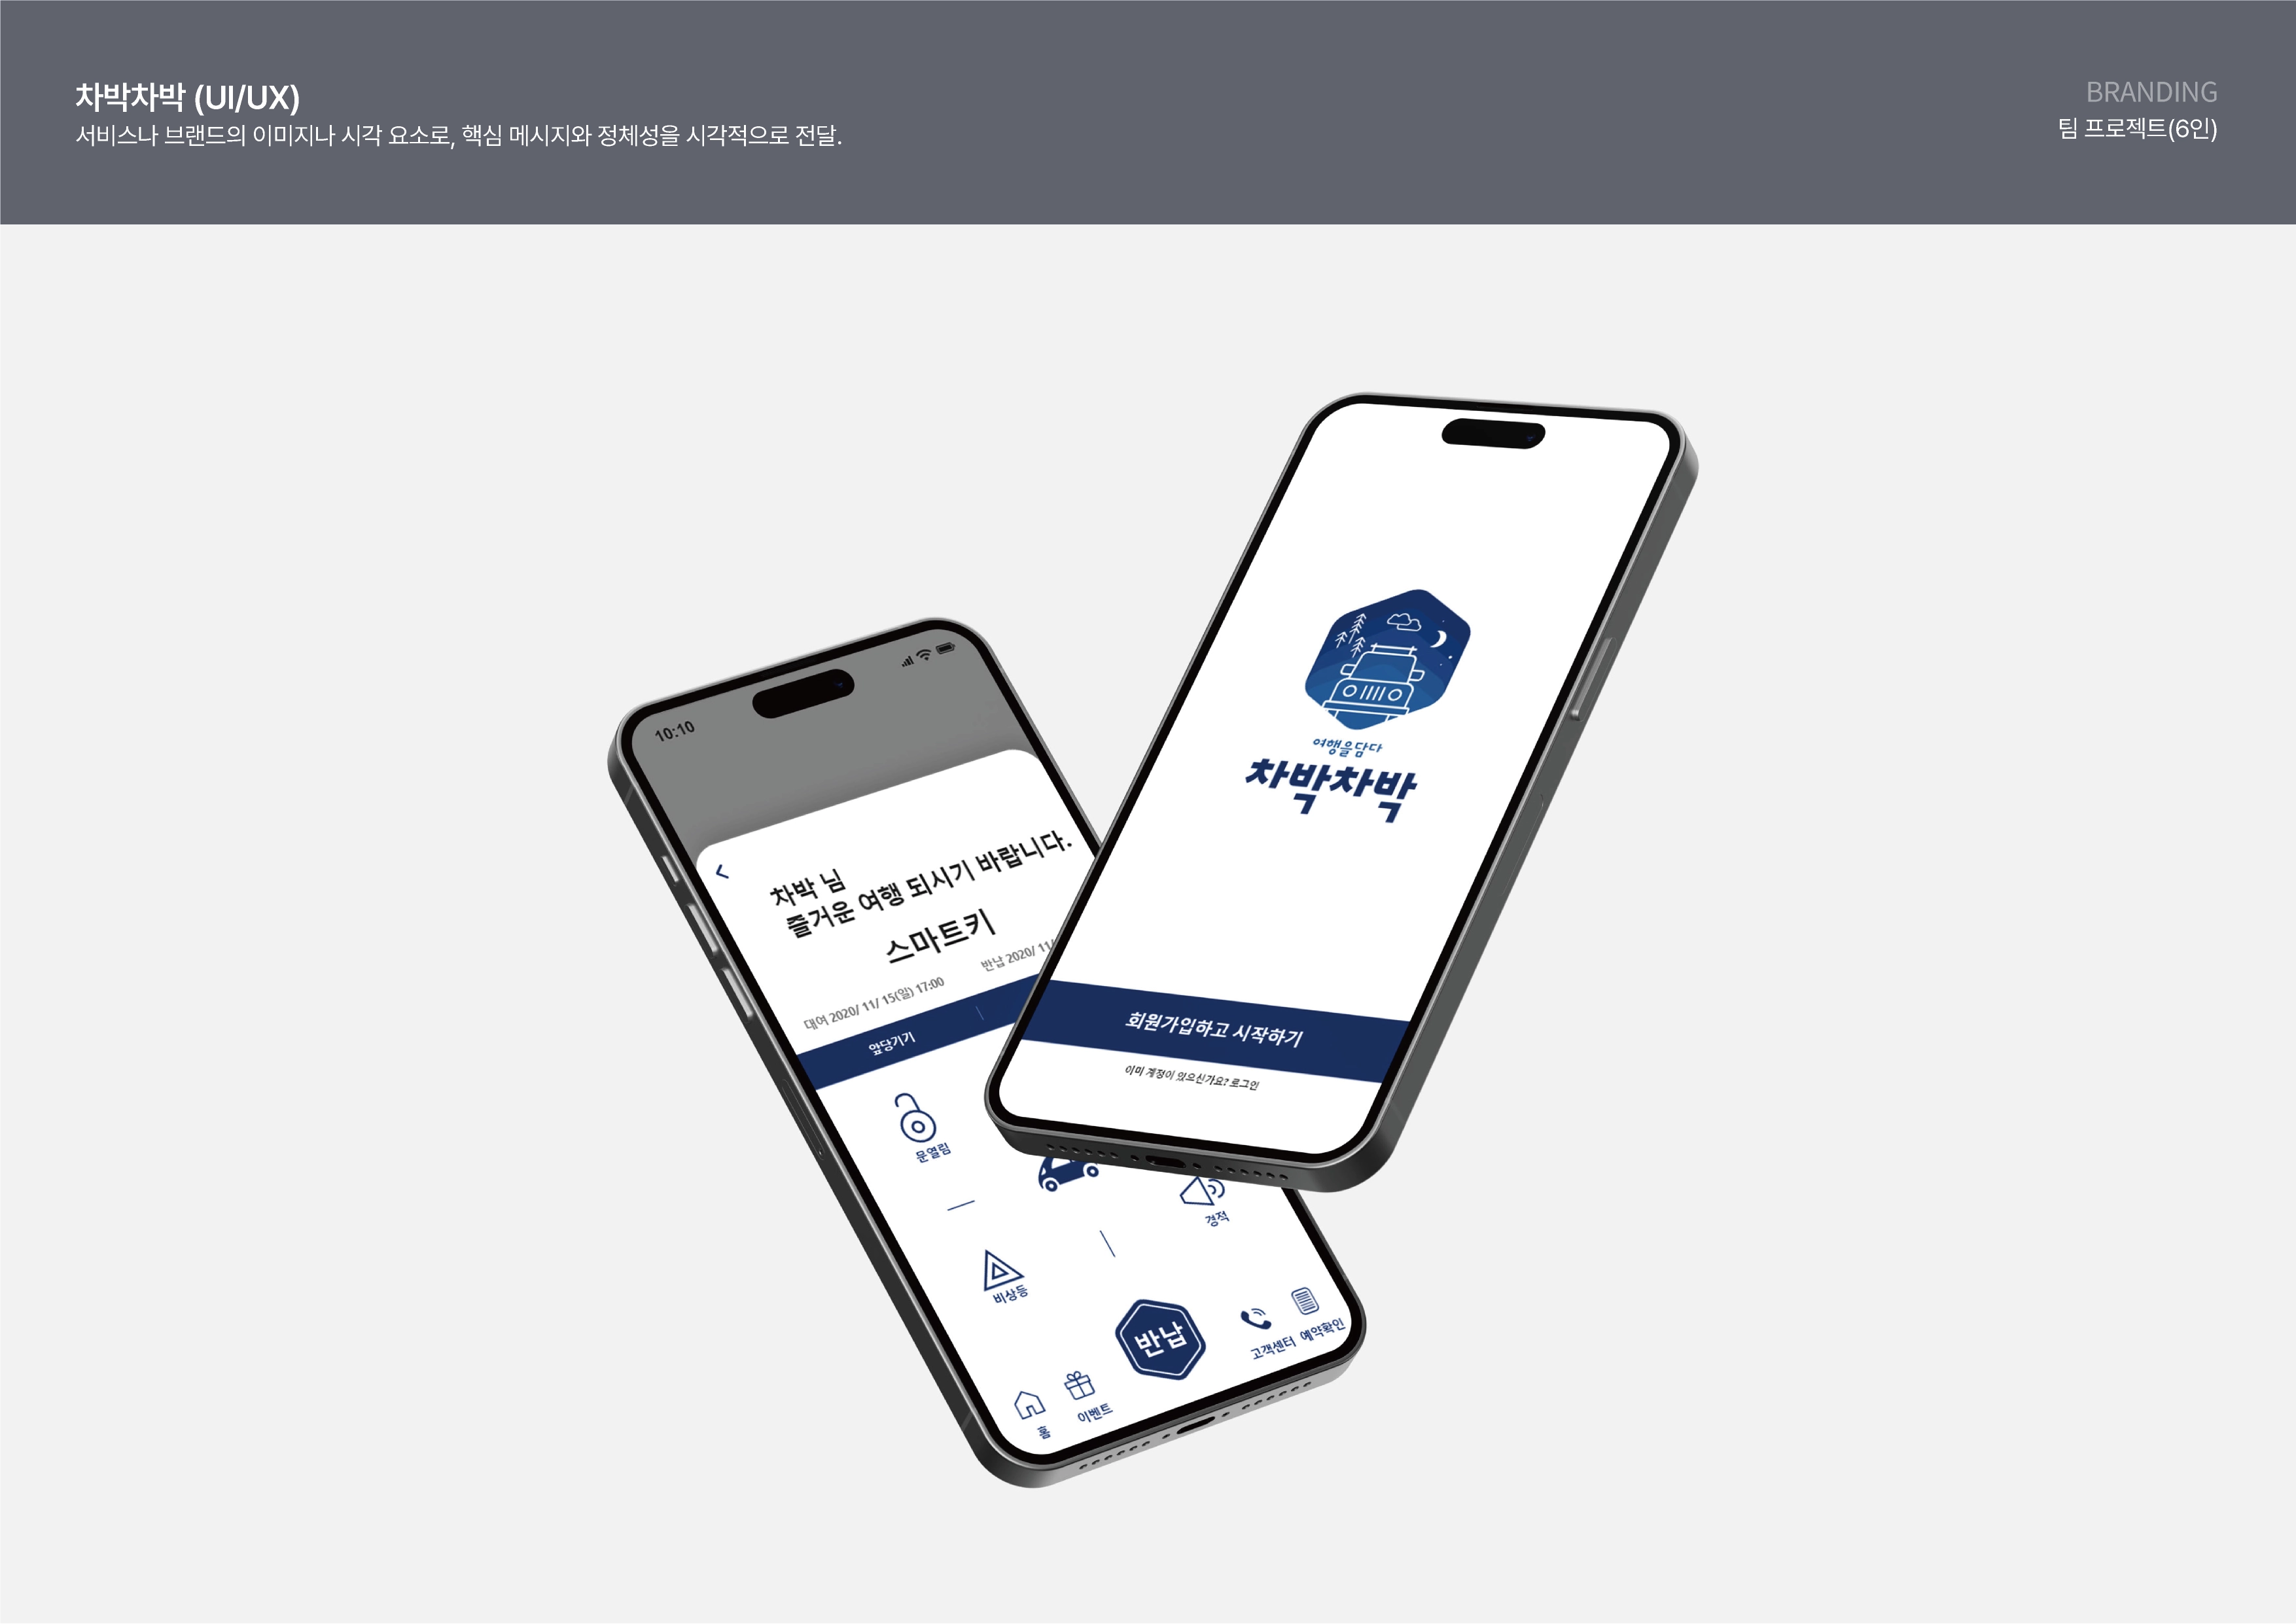 차박차박 (UI/UX)
서비스나 브랜드의 이미지나 시각 요소로, 핵심 메시지와 정체성을 시각적으로 전달.
BRANDING
팀 프로젝트(6인)
여행을담다
차박차박
회원가입하고 시작하기
이미 계정이 있으신가요? 로그인
10:10
차박 님
즐거운 여행 되시기 바랍니다.
스마트키
대여 2020/ 11/ 15(일) 17:00
반납 2020/ 11/
앞당기기
문열림
경적
비상등
반납
홈
이벤트
고객센터
예약확인